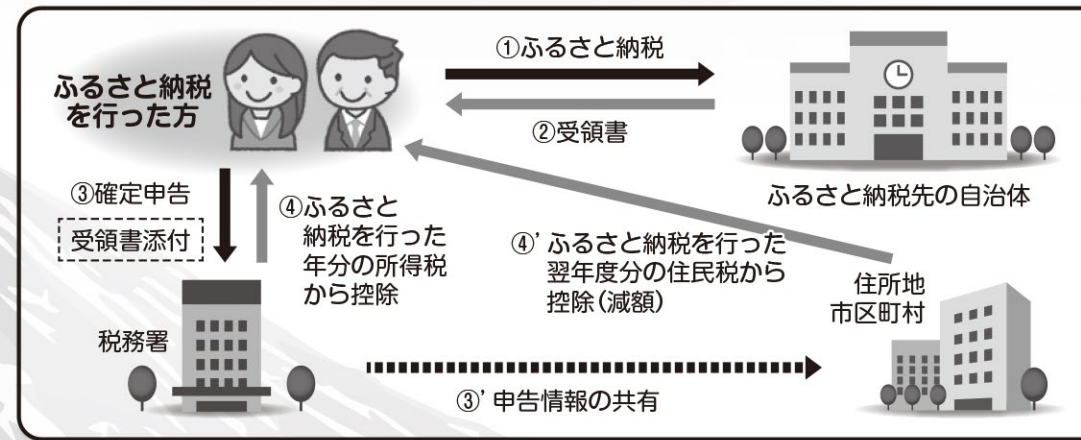 ふるさと納税
を行った方
①ふるさと納税
②受領書
ふるさと納税先の自治体
③確定申告
受領書添付
④ふるさと
納税を行った
年分の所得税
から控除
④’ふるさと納税を行った
翌年度分の住民税から
控除(減額)
住所地
市区町村
税務署
③’申告情報の共有